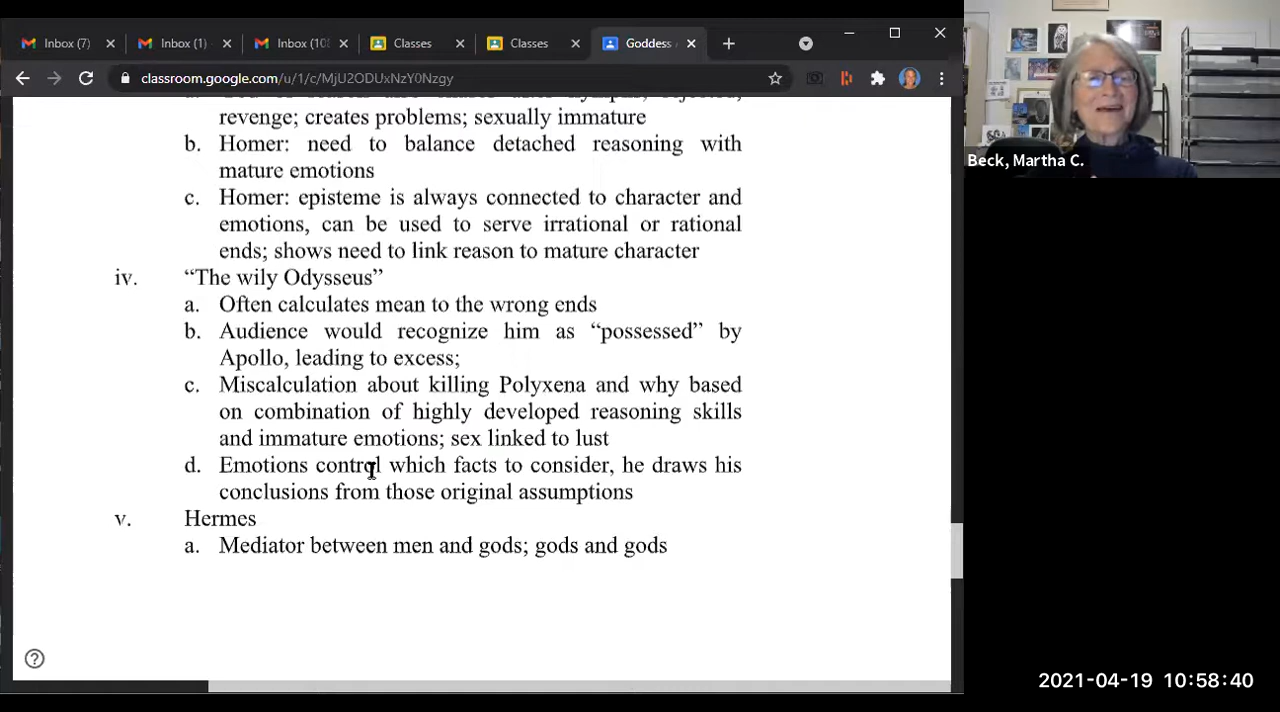 Inbox (7)
Inbox (1)
Inbox (10
Classes
Classes
Goddess
classroom.google.com/u/1/c/MjU2ODUxNzY0Nzgy
revenge; creates problems; sexually immature
b. Homer: need to balance detached reasoning with
mature emotions
c. Homer: episteme is always connected to character and
emotions, can be used to serve irrational or rational
ends; shows need to link reason to mature character
iv. “The wily Odysseus”
a. Often calculates mean to the wrong ends
b. Audience would recognize him as “possessed” by
Apollo, leading to excess;
c. Miscalculation about killing Polyxena and why based
on combination of highly developed reasoning skills
and immature emotions; sex linked to lust
d. Emotions control which facts to consider, he draws his
conclusions from those original assumptions
v. Hermes
a. Mediator between men and gods; gods and gods
Beck, Martha C.
2021-04-19 10:58:40